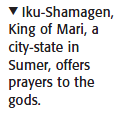 ▼ Iku-Shamagen,
King of Mari, a
city-state in
Sumer, offers
prayers to the
gods.